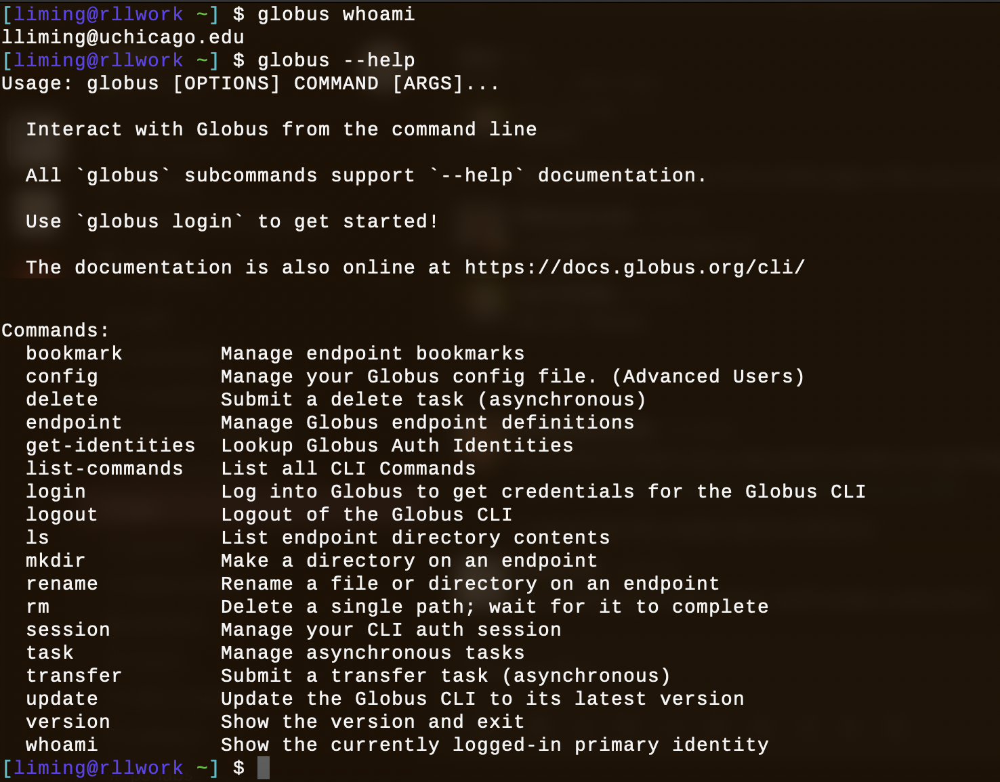 [liming@rllwork ~] $ globus whoami
lliming@uchicago.edu
[liming@rllwork ~] $ globus --help
Usage: globus [OPTIONS] COMMAND [ARGS]...
Interact with Globus from the command line
All `globus` subcommands support `--help` documentation.
Use `globus login` to get started!
The documentation is also online at https://docs.globus.org/cli/
Commands:
bookmark Manage endpoint bookmarks
config Manage your Globus config file. (Advanced Users)
delete Submit a delete task (asynchronous)
endpoint Manage Globus endpoint definitions
get-identities Lookup Globus Auth Identities
list-commands List all CLI Commands
login Log into Globus to get credentials for the Globus CLI
logout Logout of the Globus CLI
ls List endpoint directory contents
mkdir Make a directory on an endpoint
rename Rename a file or directory on an endpoint
rm Delete a single path; wait for it to complete
session Manage your CLI auth session
task Manage asynchronous tasks
transfer Submit a transfer task (asynchronous)
update Update the Globus CLI to its latest version
version Show the version and exit
whoami Show the currently logged-in primary identity
[liming@rllwork ~] $